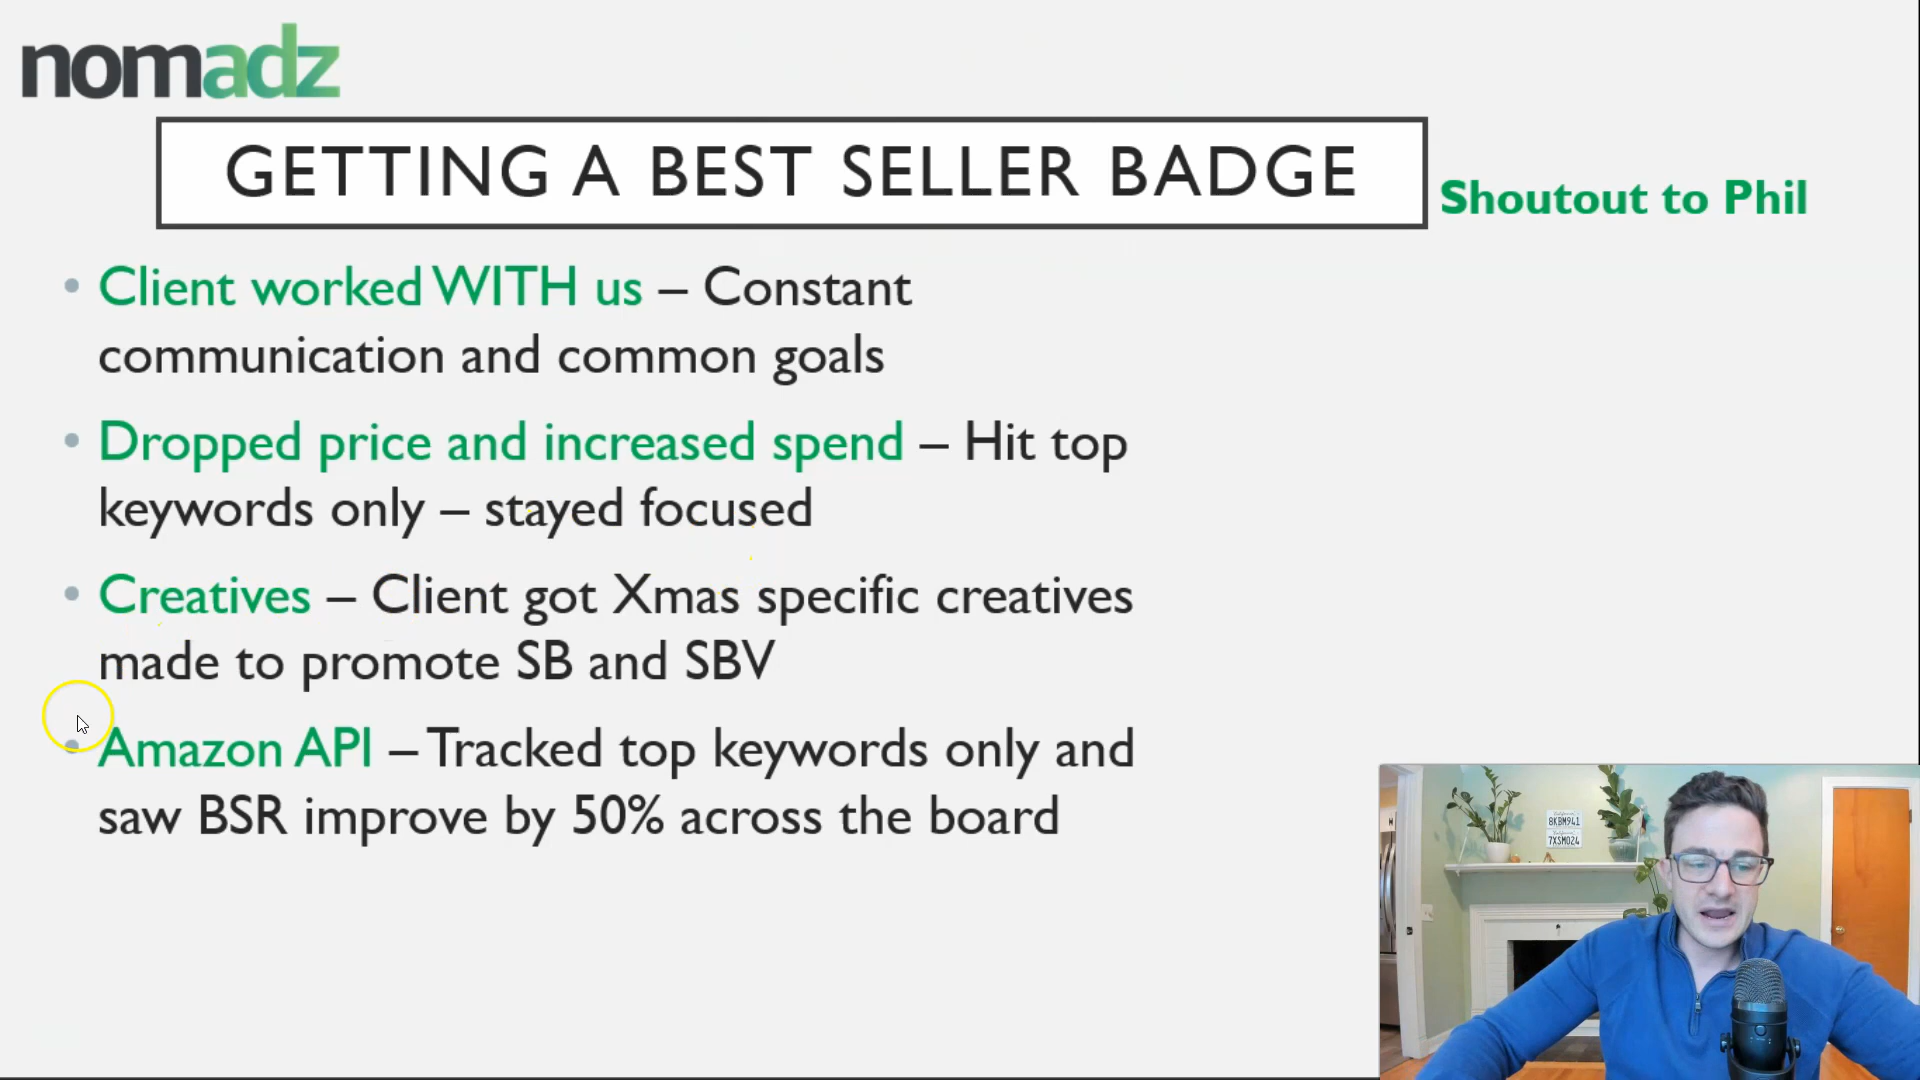 nomadz
GETTING A BEST SELLER BADGE
Shoutout to Phil
• Client worked WITH us – Constant
communication and common goals
• Dropped price and increased spend – Hit top
keywords only – stayed focused
• Creatives – Client got Xmas specific creatives
made to promote SB and SBV
• Amazon API – Tracked top keywords only and
saw BSR improve by 50% across the board
8KBM941
7XSM024